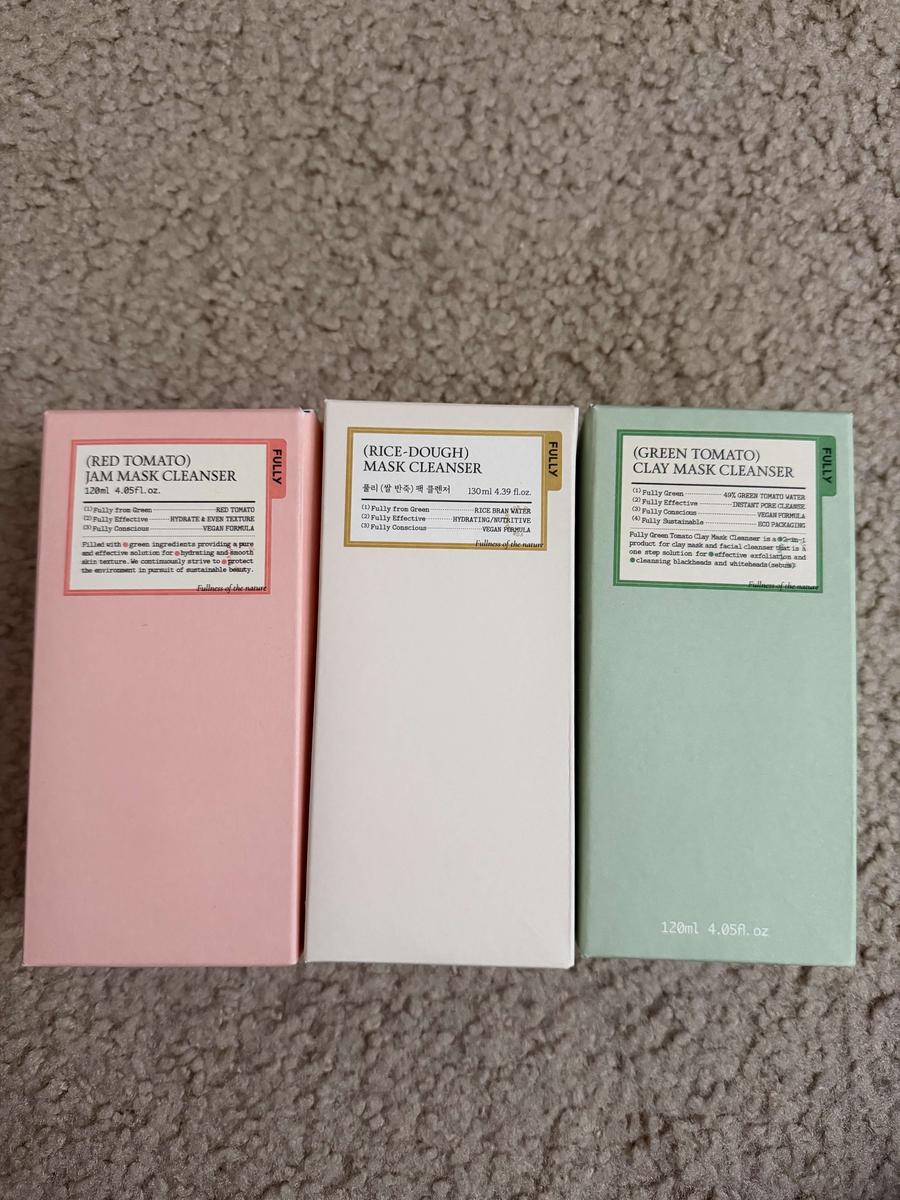 FULLY
(RED TOMATO)
JAM MASK CLEANSER
120ml 4.05fl.oz.
(1)Fully from Green RED TOMATO
(2)Fully Effective HYDRATE & EVEN TEXTURE
(3)Fully Conscious VEGAN FORMULA
Filled with green ingredients providing a pure
and effective solution for hydrating and smooth
skin texture. We continuously strive to protect
the environment in pursuit of sustainable beauty.
Fullness of the nature
FULLY
(RICE-DOUGH)
MASK CLEANSER
풀리 (쌀 반죽) 팩 클렌저 130ml 4.39 fl.oz.
(1)Fully from Green RICE BRAN WATER
(2)Fully Effective HYDRATING/NUTRITIVE
(3)Fully Conscious VEGAN FORMULA
Fullness of the nature
FULLY
(GREEN TOMATO)
CLAY MASK CLEANSER
(1) Fully Green 49% GREEN TOMATO WATER
(2) Fully Effective INSTANT PORE CLEANSE
(3) Fully Conscious VEGAN FORMULA
(4) Fully Sustainable ECO PACKAGING
Fully Green Tomato Clay Mask Cleanser is a 2-in-1
product for clay mask and facial cleanser that is a
one step solution for effective exfoliation and
cleansing blackheads and whiteheads(sebum).
Fullness of the nature
120ml 4.05fl.oz